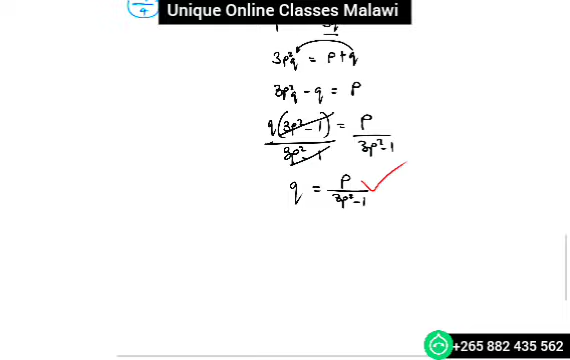 Unique Online Classes Malawi
3p²q = p + q
3p²q - q = p
q(3p² - 1) = p
3p² - 1 3p² - 1
q = p
3p² - 1
+265 882 435 562